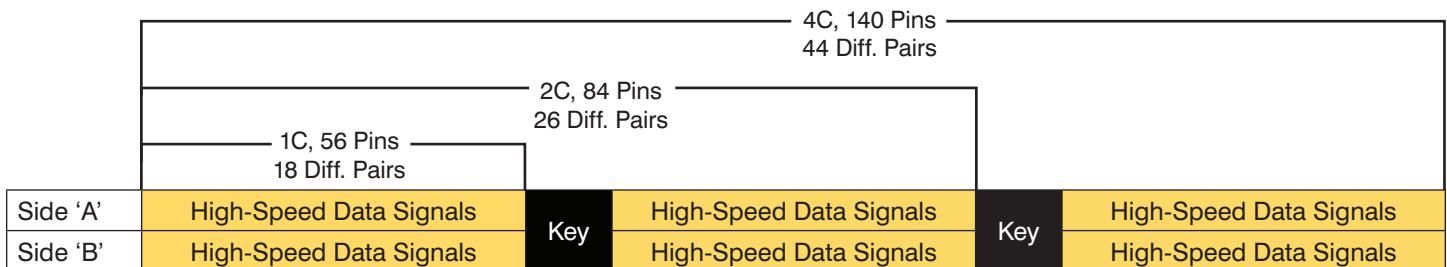 4C, 140 Pins
44 Diff. Pairs
2C, 84 Pins
26 Diff. Pairs
1C, 56 Pins
18 Diff. Pairs
Side ‘A’ High-Speed Data Signals Key High-Speed Data Signals Key High-Speed Data Signals
Side ‘B’ High-Speed Data Signals High-Speed Data Signals High-Speed Data Signals